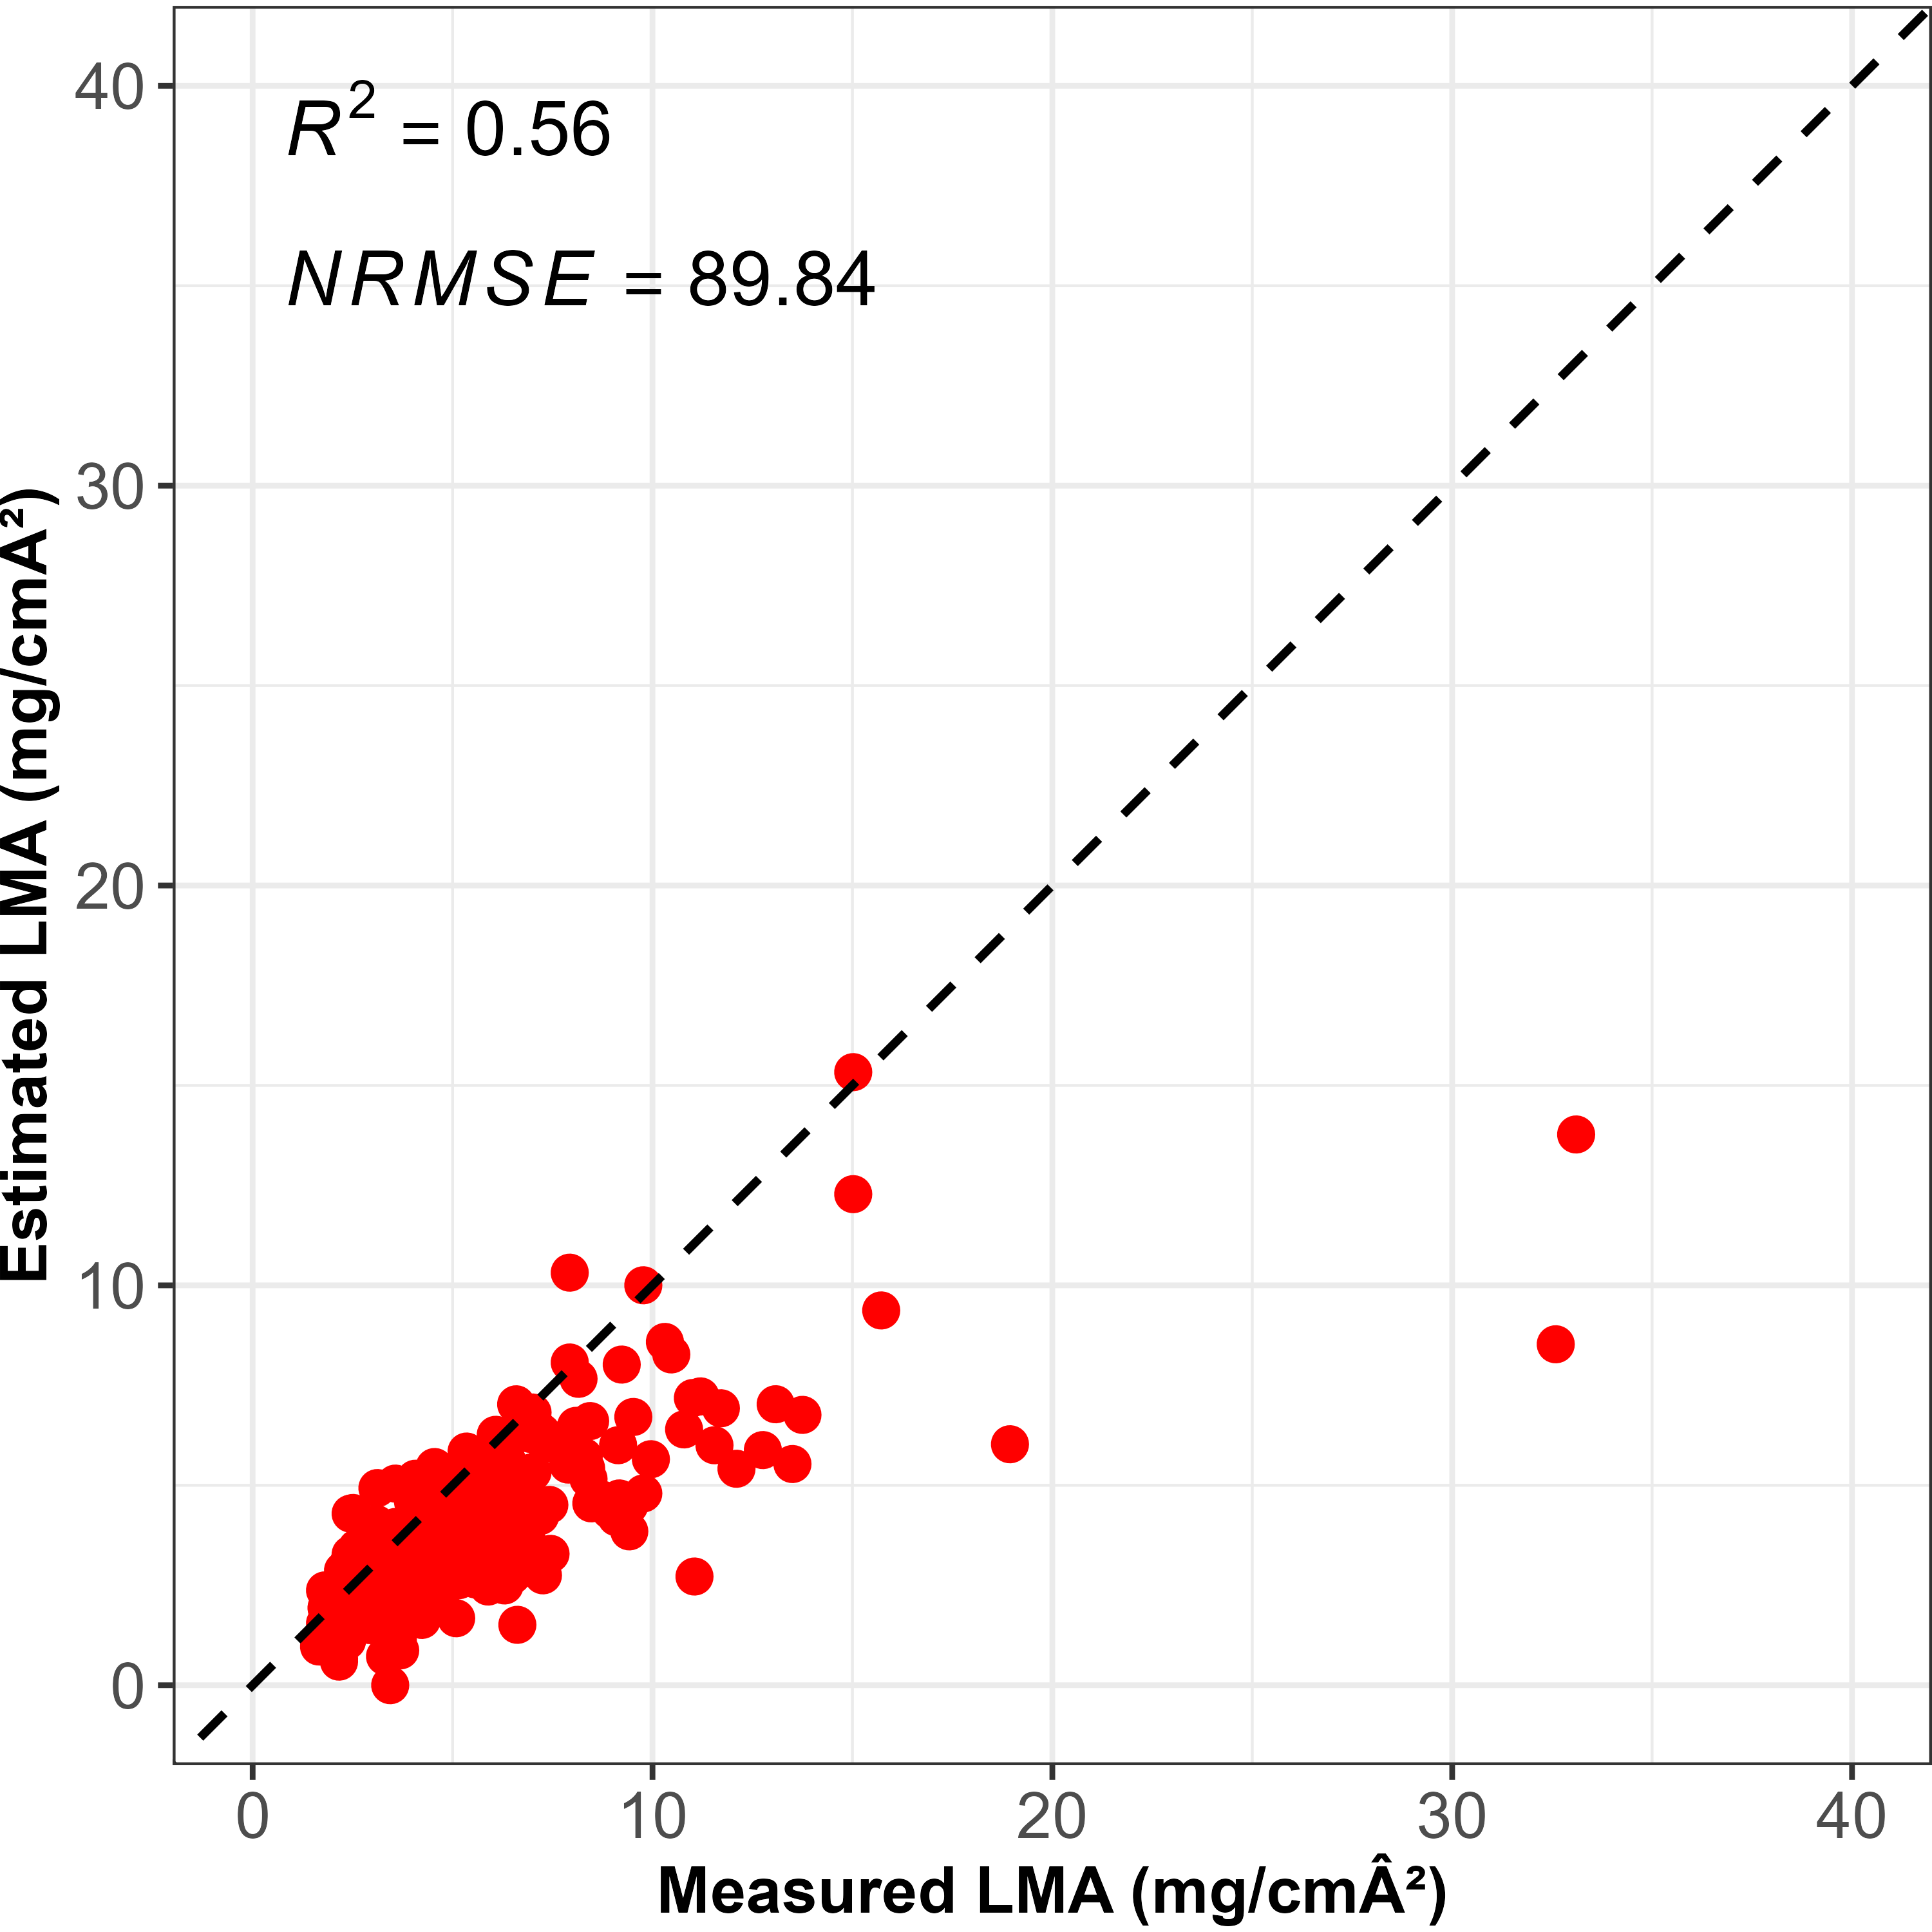 R² = 0.56
NRMSE = 89.84
40
30
20
10
0
Estimated LMA (mg/cmÂ²)
0 10 20 30 40
Measured LMA (mg/cmÂ²)